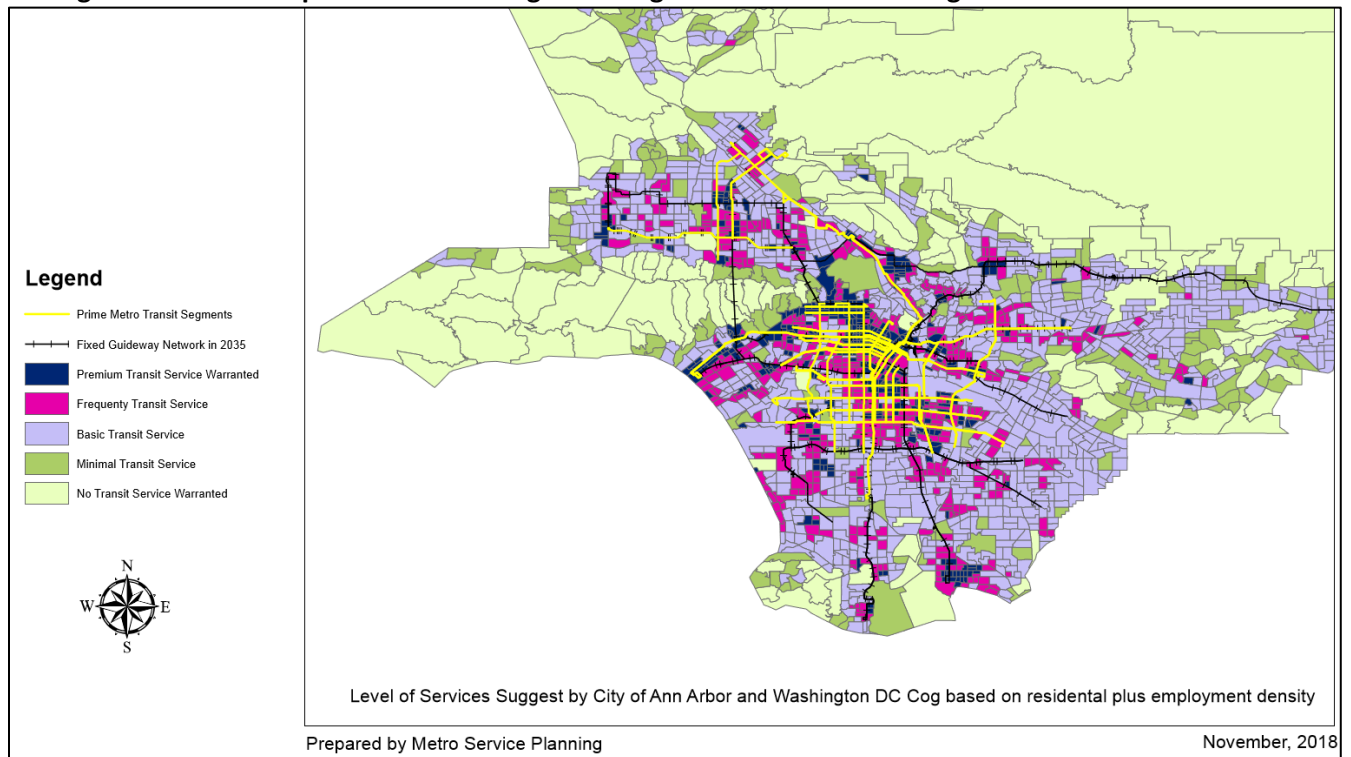 Legend
Prime Metro Transit Segments
Fixed Guideway Network in 2035
Premium Transit Service Warranted
Frequenty Transit Service
Basic Transit Service
Minimal Transit Service
No Transit Service Warranted
N
W E
S
Level of Services Suggest by City of Ann Arbor and Washington DC Cog based on residental plus employment density
Prepared by Metro Service Planning November, 2018